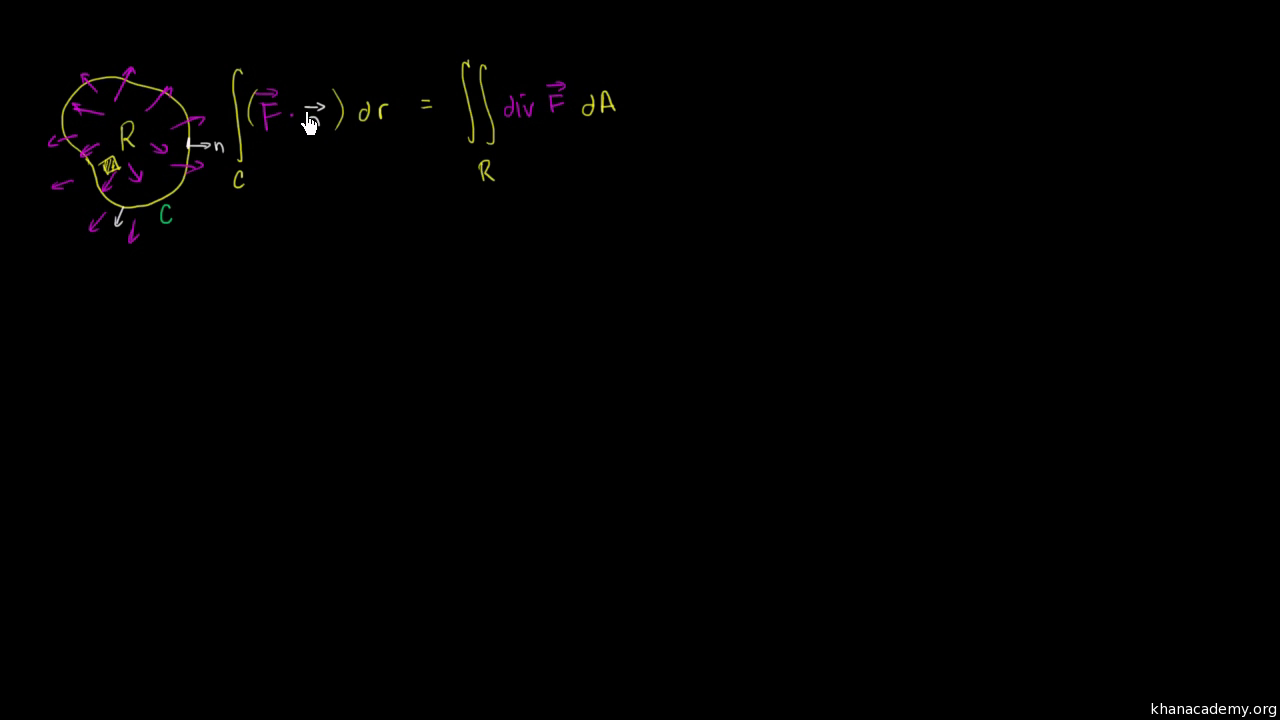 R
n
C
∫ (F⃗ · n⃗) dr = ∬ div F⃗ dA
C R
khanacademy.org